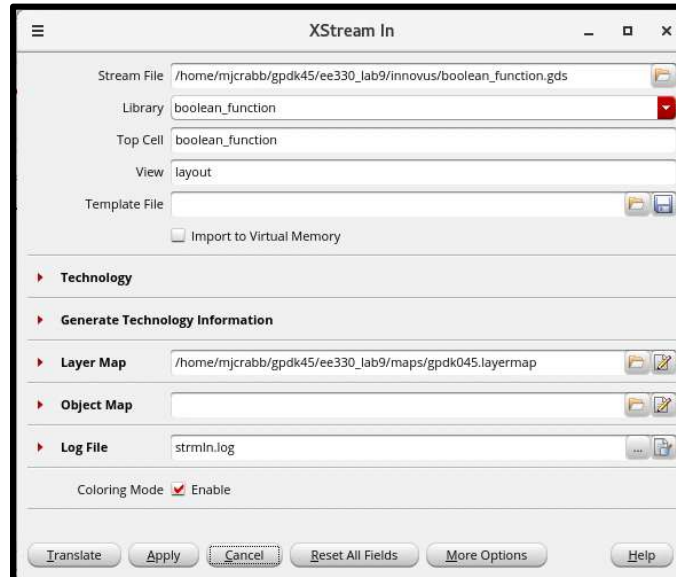 XStream In
Stream File /home/mjcrabb/gpdk45/ee330_lab9/innovus/boolean_function.gds
Library boolean_function
Top Cell boolean_function
View layout
Template File
Import to Virtual Memory
Technology
Generate Technology Information
Layer Map /home/mjcrabb/gpdk45/ee330_lab9/maps/gpdk045.layermap
Object Map
Log File strmIn.log ...
Coloring Mode Enable
Translate Apply Cancel Reset All Fields More Options Help